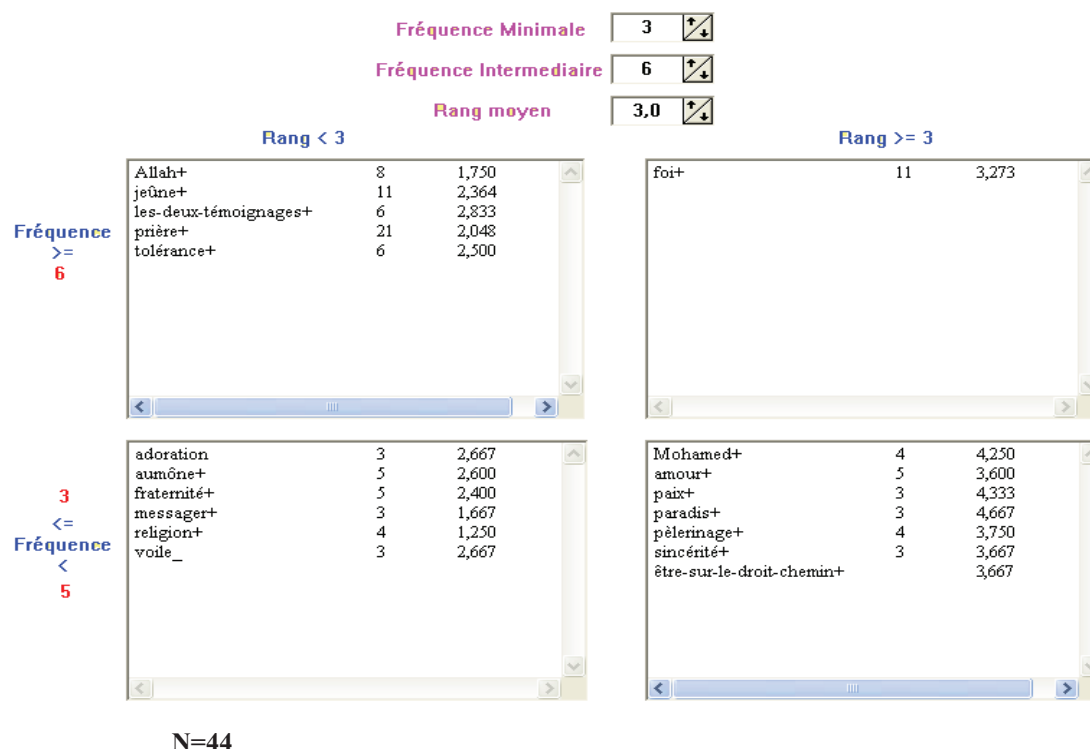 Fréquence Minimale 3
Fréquence Intermediaire 6
Rang moyen 3,0
Rang < 3
Rang >= 3
Fréquence
>=
6
Allah+ 8 1,750
jeûne+ 11 2,364
les-deux-témoignages+ 6 2,833
prière+ 21 2,048
tolérance+ 6 2,500
foi+ 11 3,273
3
<=
Fréquence
<
5
adoration 3 2,667
aumône+ 5 2,600
fraternité+ 5 2,400
messager+ 3 1,667
religion+ 4 1,250
voile_ 3 2,667
Mohamed+ 4 4,250
amour+ 5 3,600
paix+ 3 4,333
paradis+ 3 4,667
pèlerinage+ 4 3,750
sincérité+ 3 3,667
être-sur-le-droit-chemin+ 3,667
N=44